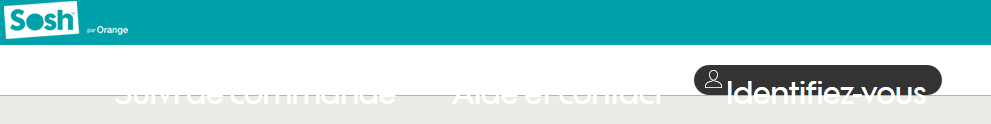 Sosh
par Orange
Suivi de commande Aide et contact Identifiez-vous